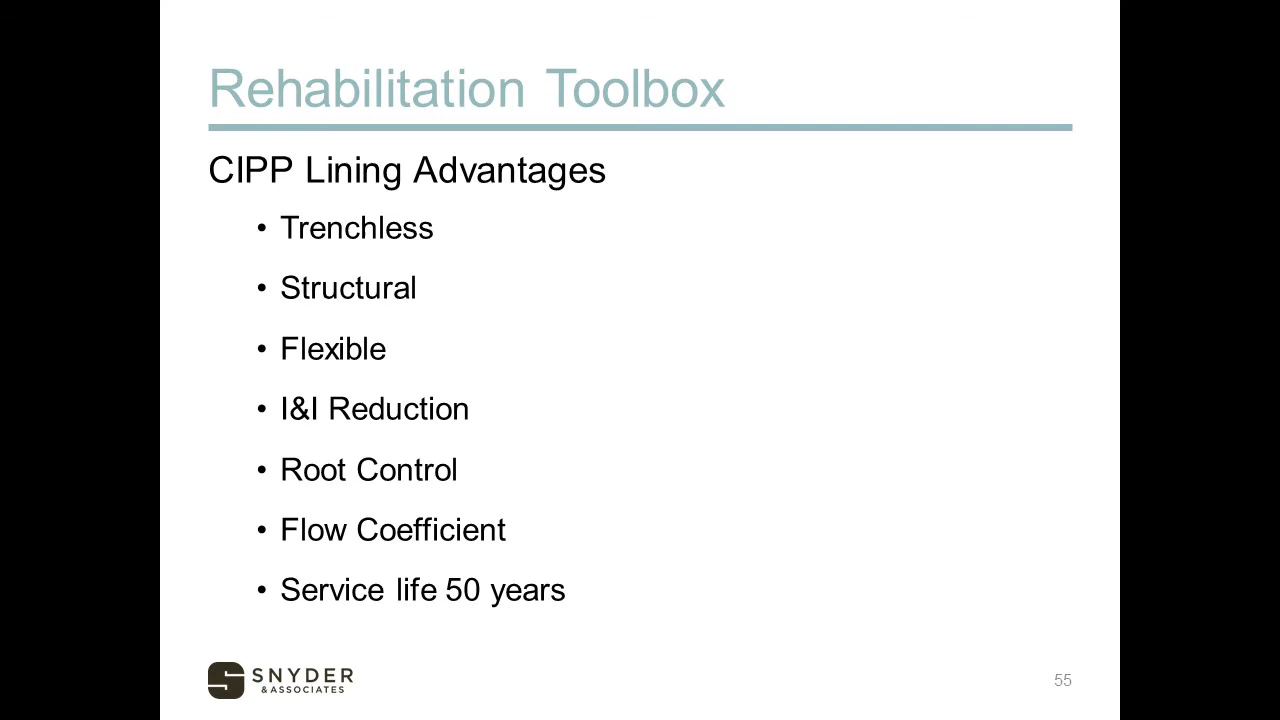 Rehabilitation Toolbox
CIPP Lining Advantages
• Trenchless
• Structural
• Flexible
• I&I Reduction
• Root Control
• Flow Coefficient
• Service life 50 years
SNYDER
& ASSOCIATES
55